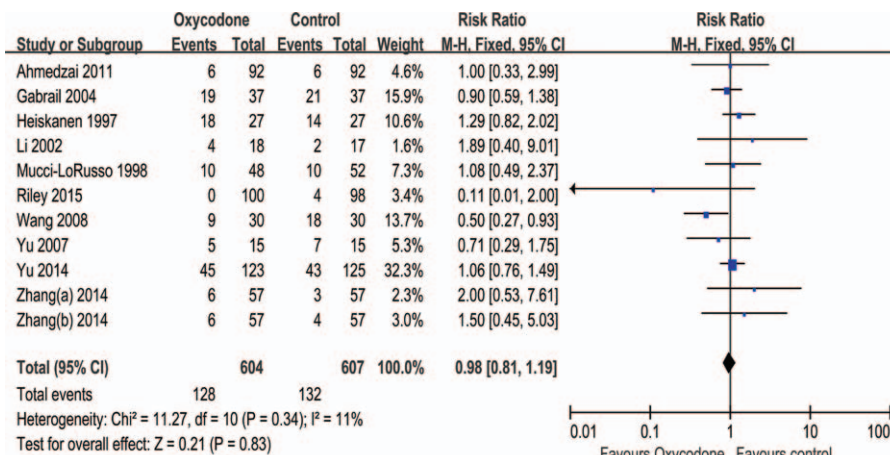 Oxycodone Control Risk Ratio Risk Ratio
Study or Subgroup Events Total Events Total Weight M-H, Fixed, 95% CI M-H, Fixed, 95% CI
Ahmedzai 2011 6 92 6 92 4.6% 1.00 [0.33, 2.99]
Gabrail 2004 19 37 21 37 15.9% 0.90 [0.59, 1.38]
Heiskanen 1997 18 27 14 27 10.6% 1.29 [0.82, 2.02]
Li 2002 4 18 2 17 1.6% 1.89 [0.40, 9.01]
Mucci-LoRusso 1998 10 48 10 52 7.3% 1.08 [0.49, 2.37]
Riley 2015 0 100 4 98 3.4% 0.11 [0.01, 2.00]
Wang 2008 9 30 18 30 13.7% 0.50 [0.27, 0.93]
Yu 2007 5 15 7 15 5.3% 0.71 [0.29, 1.75]
Yu 2014 45 123 43 125 32.3% 1.06 [0.76, 1.49]
Zhang(a) 2014 6 57 3 57 2.3% 2.00 [0.53, 7.61]
Zhang(b) 2014 6 57 4 57 3.0% 1.50 [0.45, 5.03]
Total (95% CI) 604 607 100.0% 0.98 [0.81, 1.19]
Total events 128 132
Heterogeneity: Chi² = 11.27, df = 10 (P = 0.34); I² = 11%
Test for overall effect: Z = 0.21 (P = 0.83)
0.01 0.1 1 10 100
Favours Oxycodone Favours control